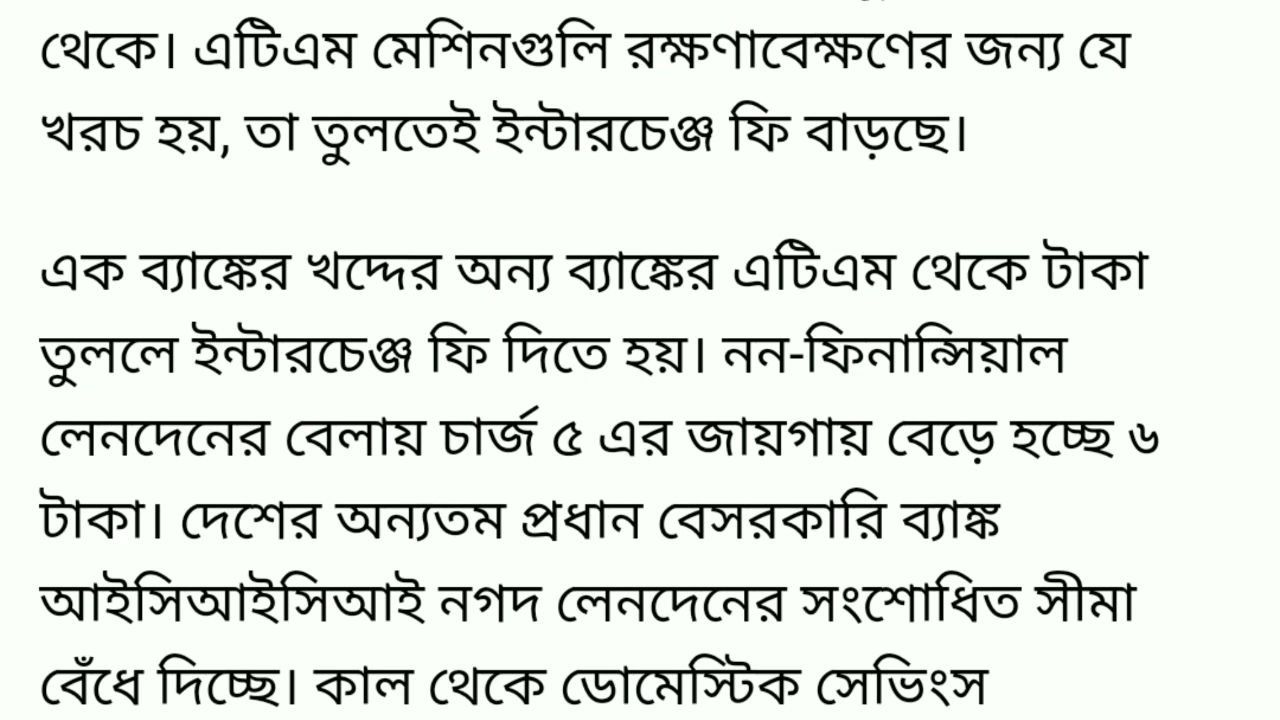 থেকে। এটিএম মেশিনগুলি রক্ষণাবেক্ষণের জন্য যে
খরচ হয়, তা তুলতেই ইন্টারচেঞ্জ ফি বাড়ছে।
এক ব্যাঙ্কের খদ্দের অন্য ব্যাঙ্কের এটিএম থেকে টাকা
তুললে ইন্টারচেঞ্জ ফি দিতে হয়। নন-ফিনান্সিয়াল
লেনদেনের বেলায় চার্জ ৫ এর জায়গায় বেড়ে হচ্ছে ৬
টাকা। দেশের অন্যতম প্রধান বেসরকারি ব্যাঙ্ক
আইসিআইসিআই নগদ লেনদেনের সংশোধিত সীমা
বেঁধে দিচ্ছে। কাল থেকে ডোমেস্টিক সেভিংস